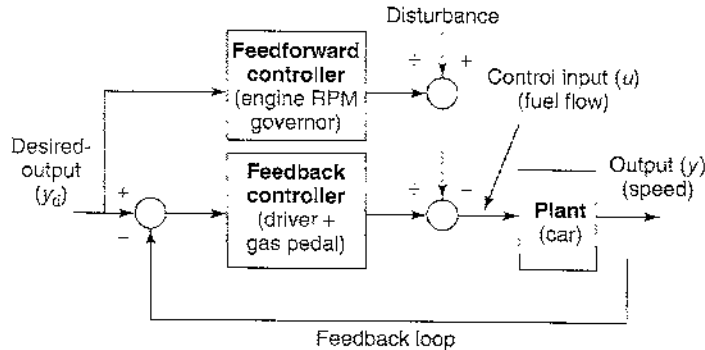 Disturbance
Feedforward
controller
(engine RPM
governor)
÷
+
Control input (u)
(fuel flow)
Desired-
output
(yd)
+
−
Feedback
controller
(driver +
gas pedal)
÷
−
Plant
(car)
Output (y)
(speed)
Feedback loop